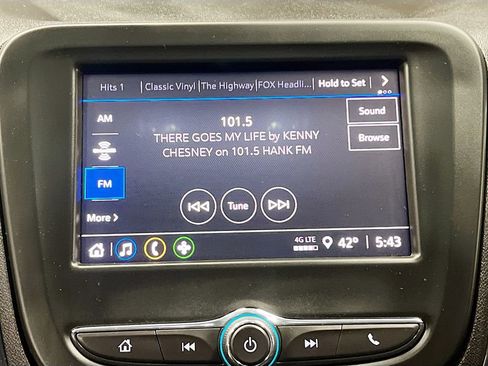 Hits 1 | Classic Vinyl | The Highway | FOX Headli... | Hold to Set
AM
101.5
Sound
THERE GOES MY LIFE by KENNY
CHESNEY on 101.5 HANK FM
Browse
FM
Tune
More
4G LTE 42° 5:43